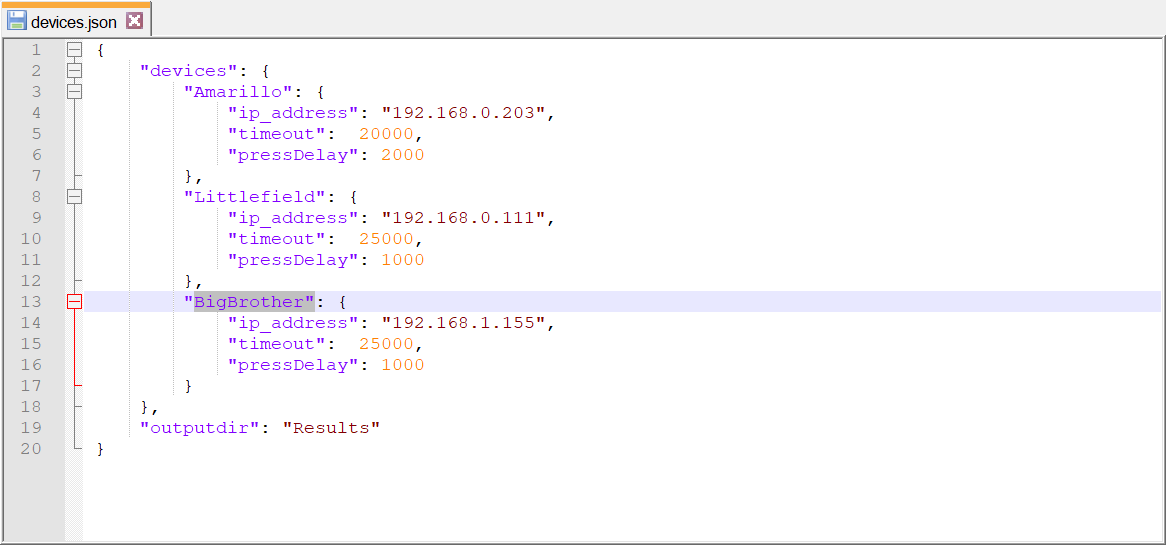 devices.json
1 {
2     "devices": {
3         "Amarillo": {
4             "ip_address": "192.168.0.203",
5             "timeout":  20000,
6             "pressDelay": 2000
7         },
8         "Littlefield": {
9             "ip_address": "192.168.0.111",
10             "timeout":  25000,
11             "pressDelay": 1000
12         },
13         "BigBrother": {
14             "ip_address": "192.168.1.155",
15             "timeout":  25000,
16             "pressDelay": 1000
17         }
18     },
19     "outputdir": "Results"
20 }